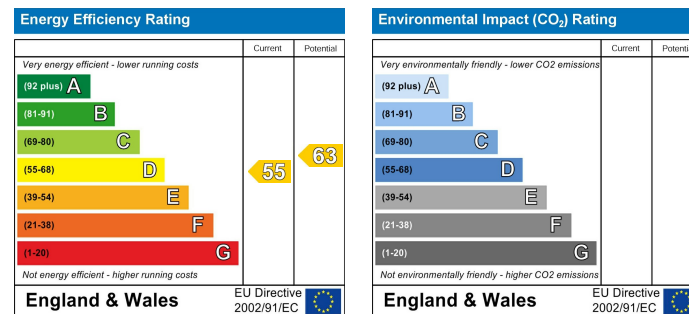 Energy Efficiency Rating
Current Potential
Very energy efficient - lower running costs
(92 plus) A
(81-91) B
(69-80) C
(55-68) D
(39-54) E
(21-38) F
(1-20) G
55
63
Not energy efficient - higher running costs
England & Wales
EU Directive
2002/91/EC
Environmental Impact (CO₂) Rating
Current Potential
Very environmentally friendly - lower CO2 emissions
(92 plus) A
(81-91) B
(69-80) C
(55-68) D
(39-54) E
(21-38) F
(1-20) G
Not environmentally friendly - higher CO2 emissions
England & Wales
EU Directive
2002/91/EC